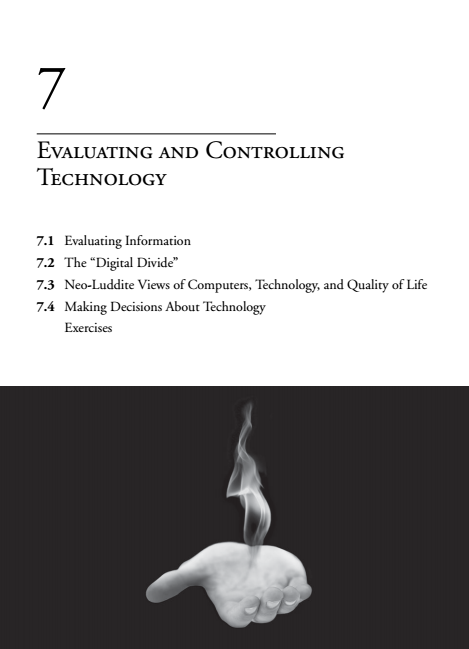 7
Evaluating and Controlling
Technology
7.1 Evaluating Information
7.2 The “Digital Divide”
7.3 Neo-Luddite Views of Computers, Technology, and Quality of Life
7.4 Making Decisions About Technology
Exercises